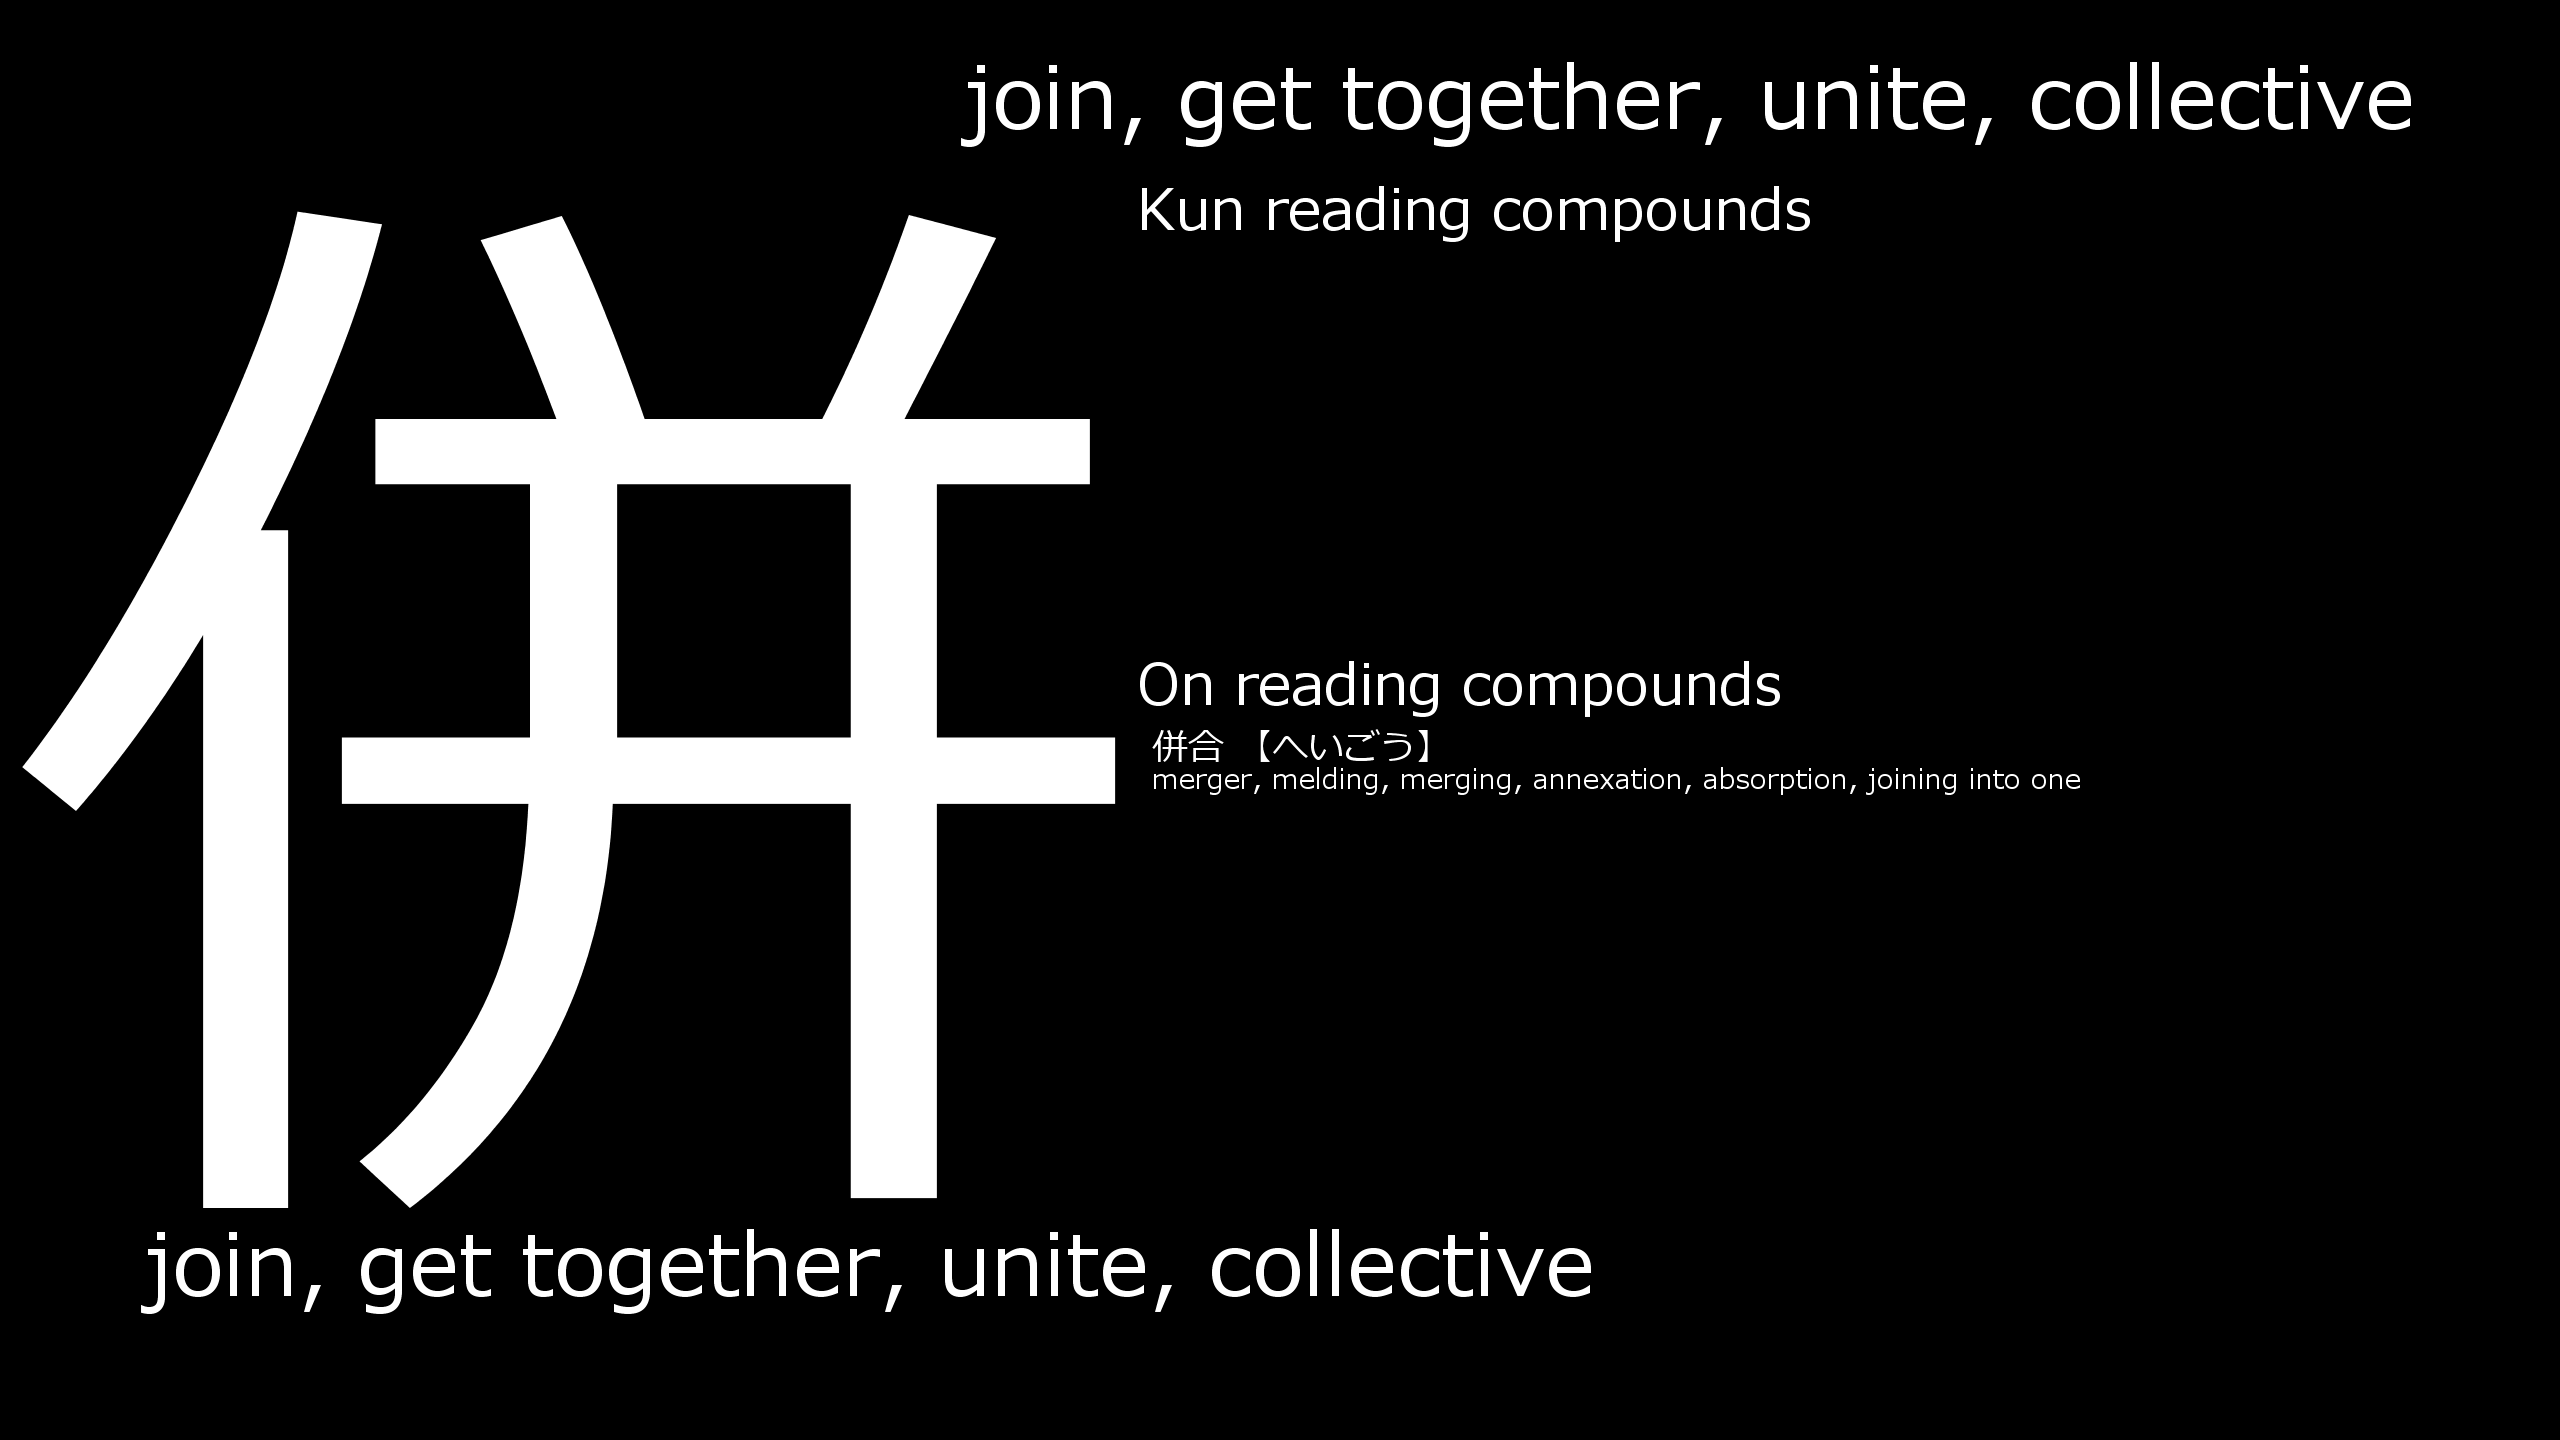 join, get together, unite, collective
Kun reading compounds
併
On reading compounds
併合 【へいごう】
merger, melding, merging, annexation, absorption, joining into one
join, get together, unite, collective